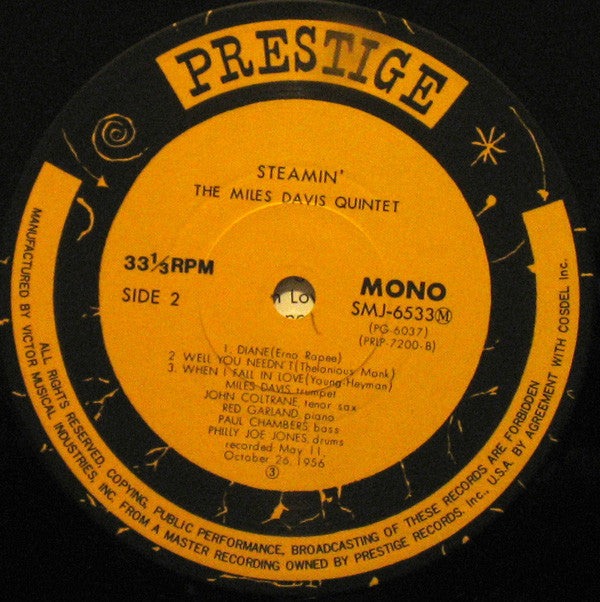 PRESTIGE
STEAMIN'
THE MILES DAVIS QUINTET
33⅓RPM
SIDE 2
MONO
SMJ-6533Ⓜ
(PG-6037)
(PRLP-7200-B)
1. DIANE(Erno Rapee)
2 WELL YOU NEEDN'T(Thelonious Monk)
3. WHEN I FALL IN LOVE(Young-Heyman)
MILES DAVIS trumpet
JOHN COLTRANE, tenor sax
RED GARLAND, piano
PAUL CHAMBERS, bass
PHILLY JOE JONES, drums
recorded May 11,
October 26, 1956
③
MANUFACTURED BY VICTOR MUSICAL INDUSTRIES, INC. FROM A MASTER RECORDING OWNED BY PRESTIGE RECORDS, Inc., U.S.A. BY AGREEMENT WITH COSDEL Inc.
ALL RIGHTS RESERVED, COPYING, PUBLIC PERFORMANCE, BROADCASTING OF THESE RECORDS ARE FORBIDDEN